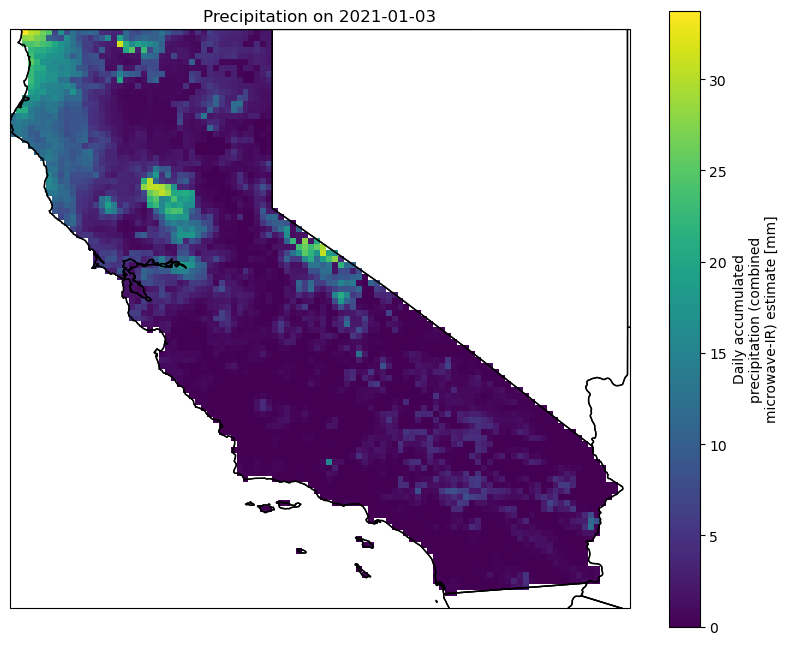 Precipitation on 2021-01-03
30
25
20
15
10
5
0
Daily accumulated
precipitation (combined
microwave-IR) estimate [mm]